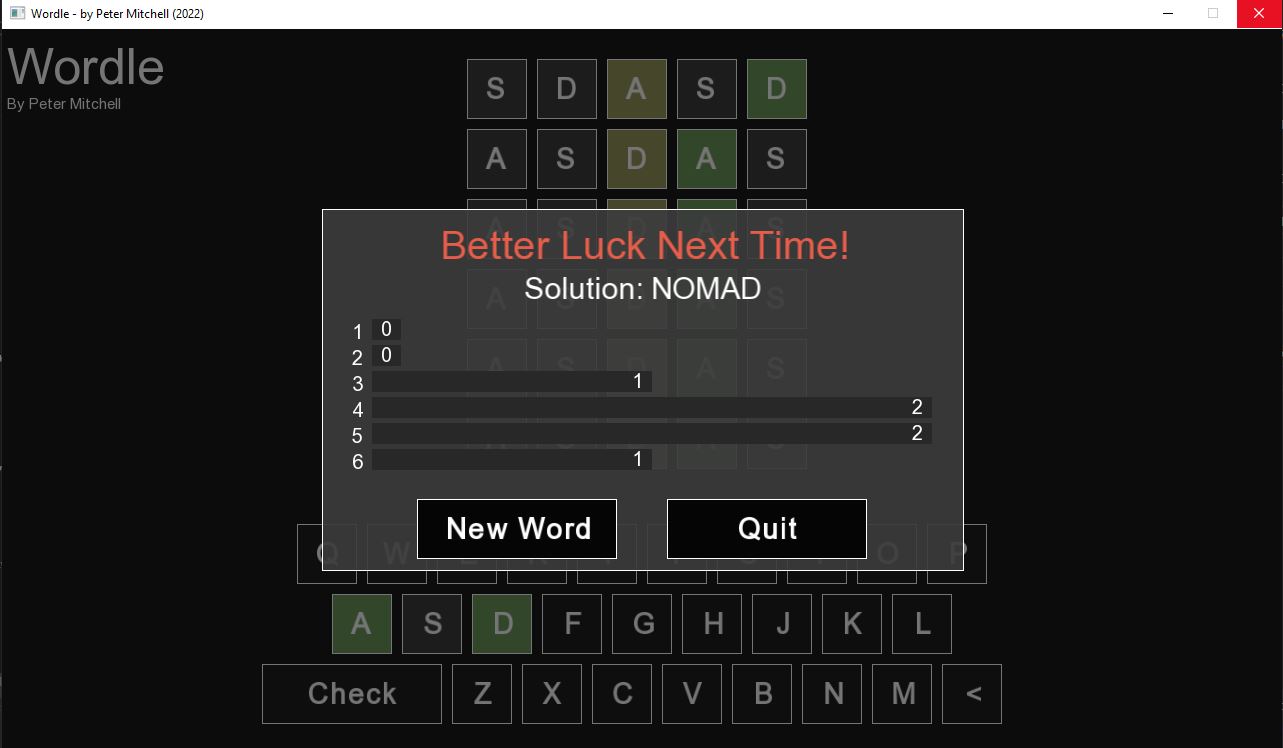 Wordle - by Peter Mitchell (2022)
Wordle
By Peter Mitchell
S D A S D
A S D A S
A S D A S
Better Luck Next Time!
Solution: NOMAD
A S D A S
1 0
2 0
A S D A S
3 1
4 2
5 2
A S D A S
6 1
New Word Quit
Q W E R T Y U I O P
A S D F G H J K L
Check Z X C V B N M <